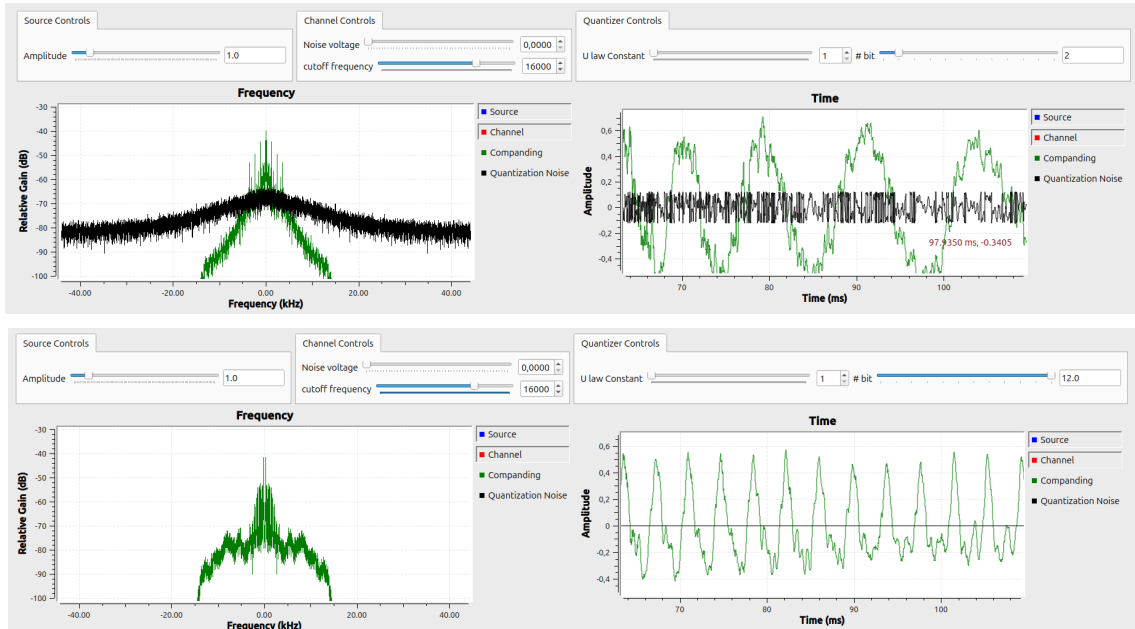 Source Controls
Channel Controls
Quantizer Controls
Amplitude 1.0
Noise voltage 0,0000
cutoff frequency 16000
U law Constant 1 # bit 2
Frequency
Time
-30
-40
-50
-60
-70
-80
-90
-100
Relative Gain (dB)
-40.00 -20.00 0.00 20.00 40.00
Frequency (kHz)
Source
Channel
Companding
Quantization Noise
0,6
0,4
0,2
0
-0,2
-0,4
Amplitude
97.9350 ms, -0.3405
70 80 90 100
Time (ms)
Source
Channel
Companding
Quantization Noise
Source Controls
Channel Controls
Quantizer Controls
Amplitude 1.0
Noise voltage 0,0000
cutoff frequency 16000
U law Constant 1 # bit 12.0
Frequency
Time
-30
-40
-50
-60
-70
-80
-90
-100
Relative Gain (dB)
-40.00 -20.00 0.00 20.00 40.00
Frequency (kHz)
Source
Channel
Companding
Quantization Noise
0,6
0,4
0,2
0
-0,2
-0,4
Amplitude
70 80 90 100
Time (ms)
Source
Channel
Companding
Quantization Noise